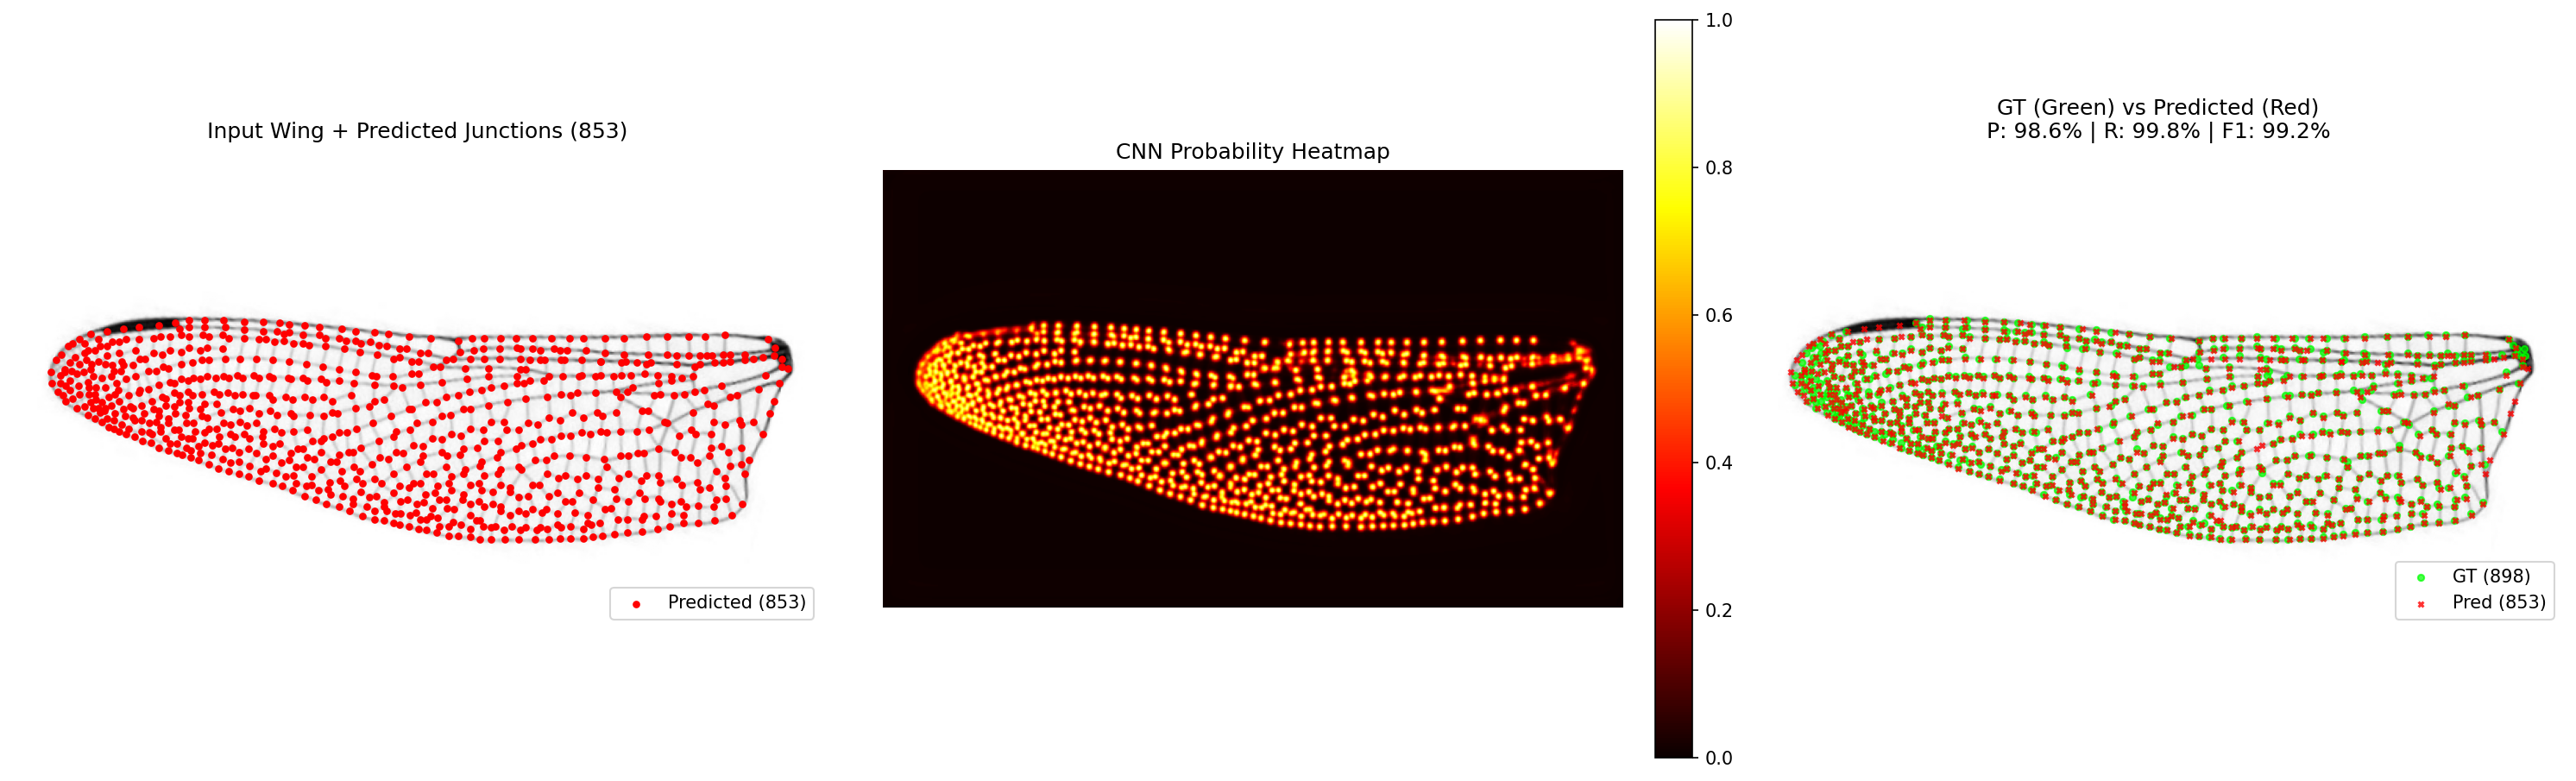 Input Wing + Predicted Junctions (853)
Predicted (853)
CNN Probability Heatmap
1.0
0.8
0.6
0.4
0.2
0.0
GT (Green) vs Predicted (Red)
P: 98.6% | R: 99.8% | F1: 99.2%
GT (898)
Pred (853)